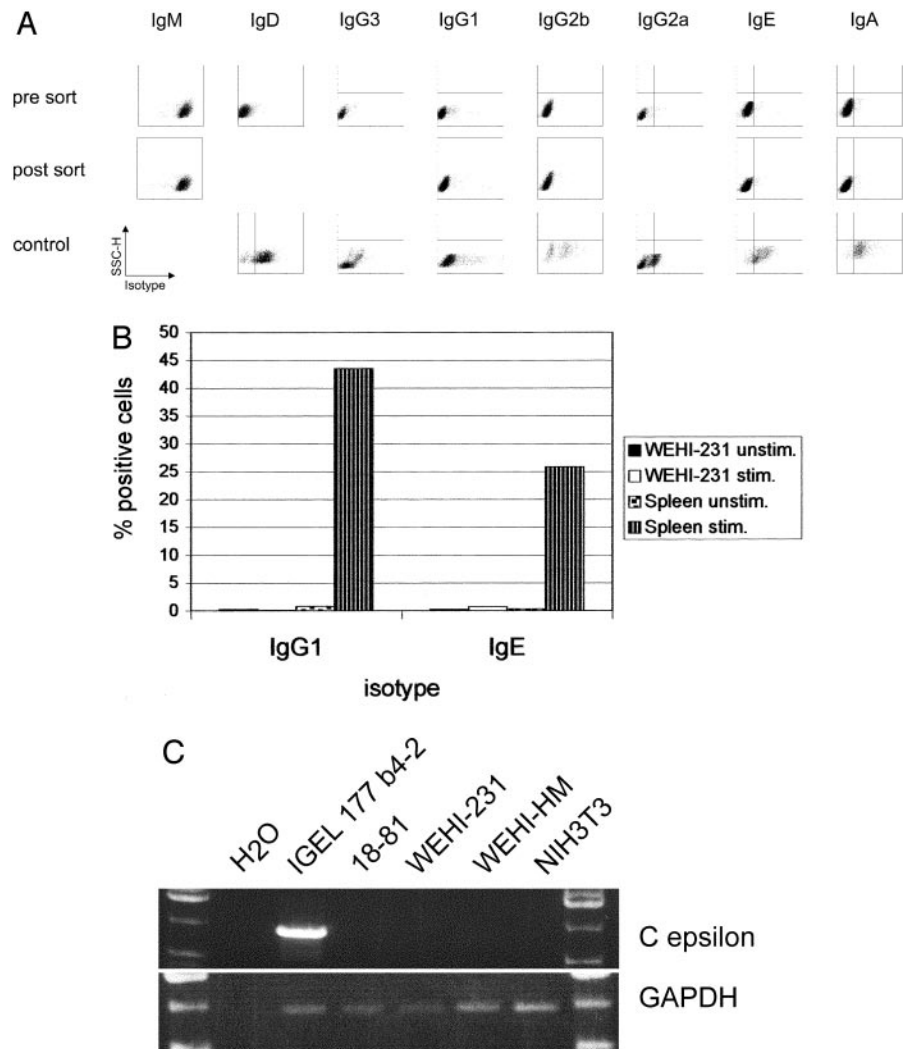 A
IgM IgD IgG3 IgG1 IgG2b IgG2a IgE IgA
pre sort
post sort
control
SSC-H
Isotype
B
% positive cells
50
45
40
35
30
25
20
15
10
5
0
IgG1 IgE
isotype
WEHI-231 unstim.
WEHI-231 stim.
Spleen unstim.
Spleen stim.
C
H2O IGEL 177 b4-2 18-81 WEHI-231 WEHI-HM NIH3T3
C epsilon
GAPDH